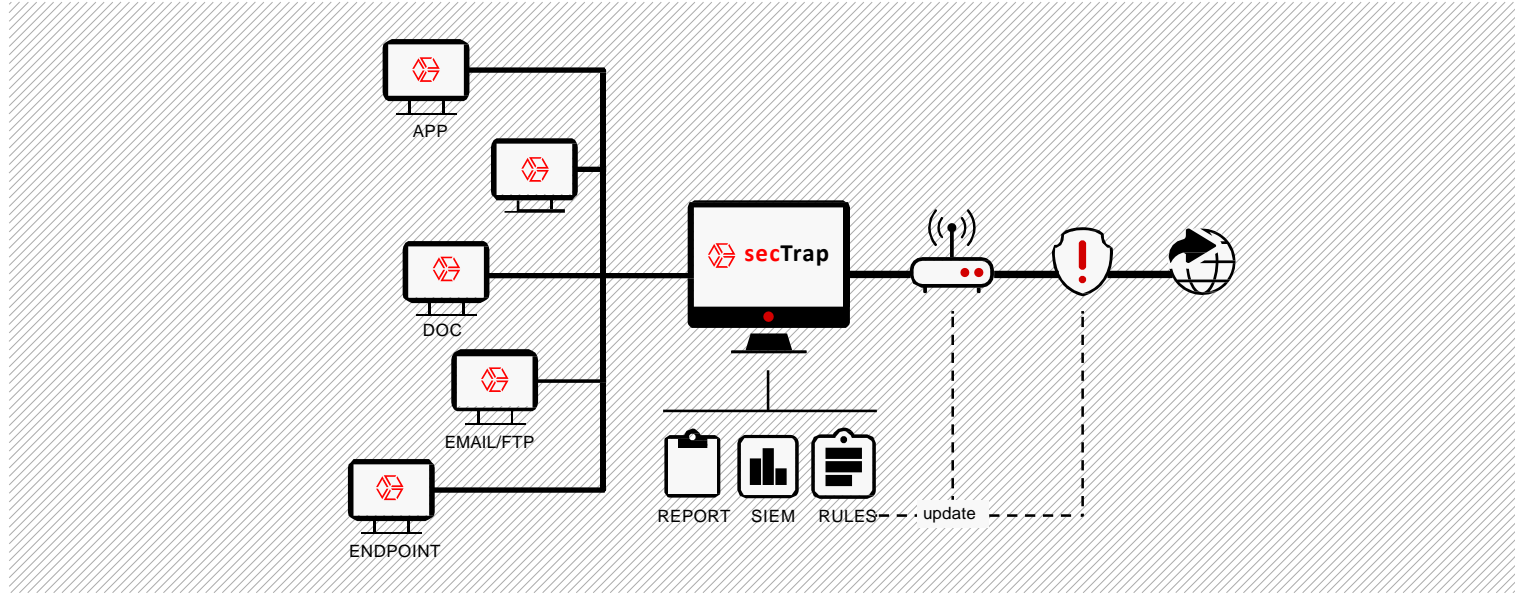 APP
DOC
EMAIL/FTP
ENDPOINT
secTrap
REPORT
SIEM
RULES
update